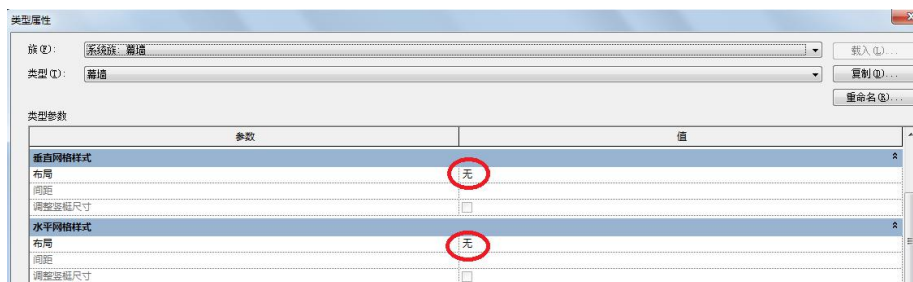 类型属性
族(F): 系统族: 幕墙 载入(L)...
类型(T): 幕墙 复制(D)...
重命名(R)...
类型参数
参数 值
垂直网格样式
布局 无
间距
调整竖梃尺寸
水平网格样式
布局 无
间距
调整竖梃尺寸